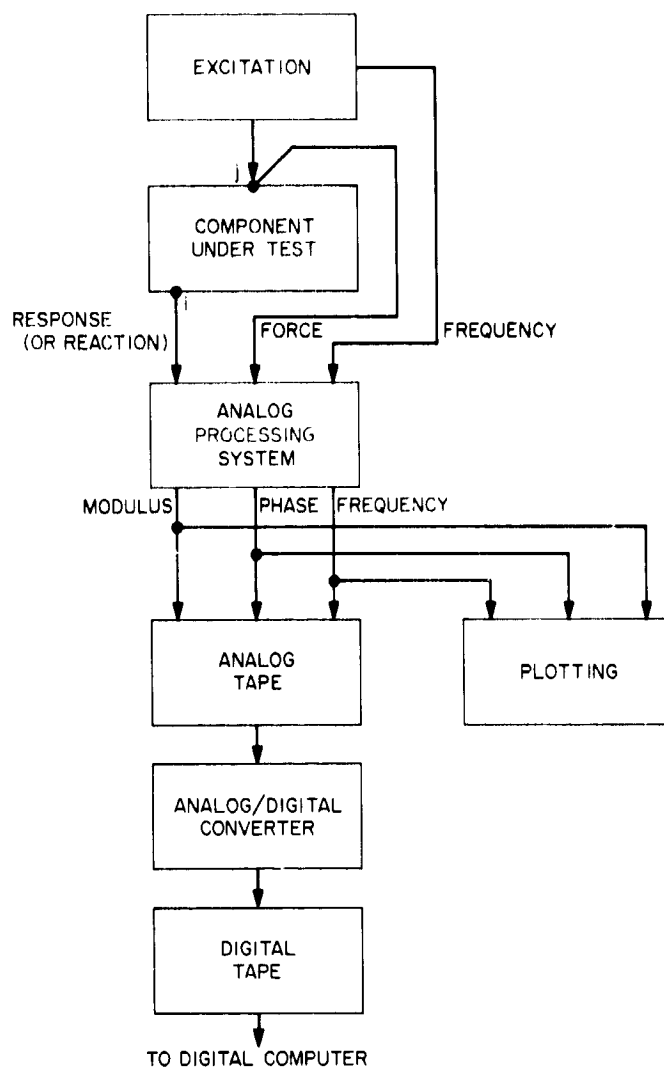 EXCITATION
j
COMPONENT
UNDER TEST
i
RESPONSE
(OR REACTION)
FORCE
FREQUENCY
ANALOG
PROCESSING
SYSTEM
MODULUS
PHASE
FREQUENCY
ANALOG
TAPE
PLOTTING
ANALOG/DIGITAL
CONVERTER
DIGITAL
TAPE
TO DIGITAL COMPUTER